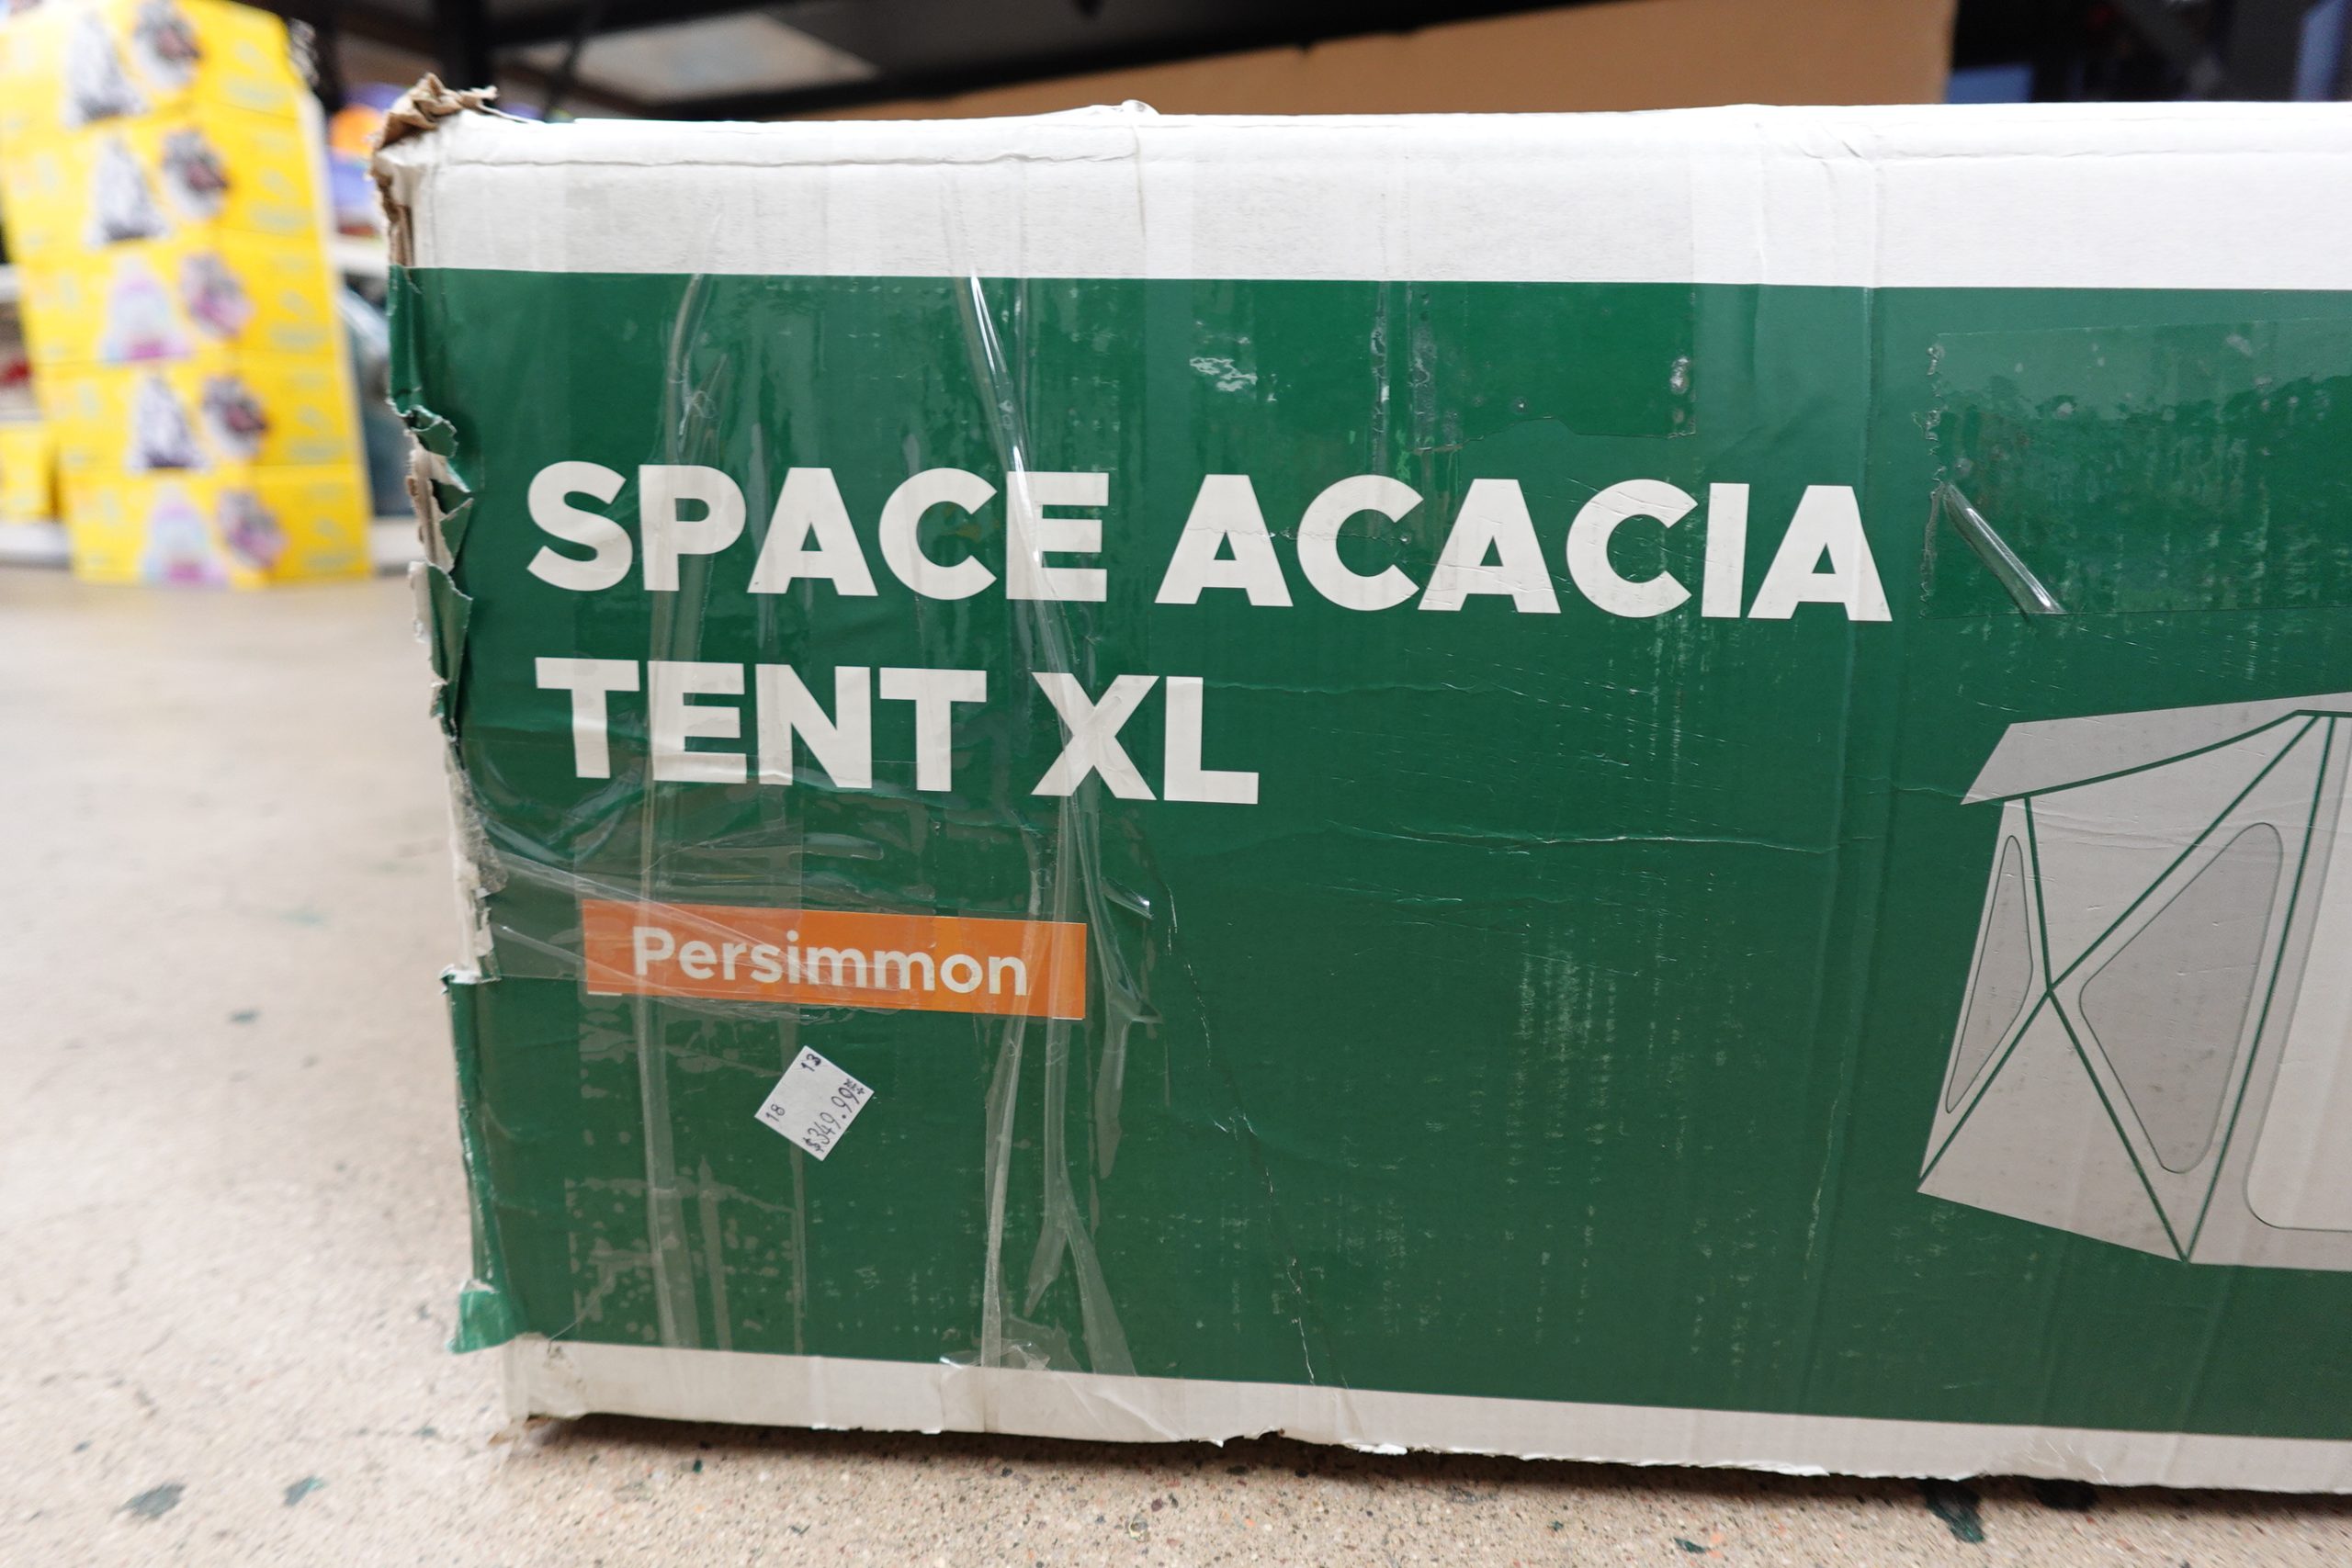 SPACE ACACIA
TENT XL
Persimmon
18 13
$349.99